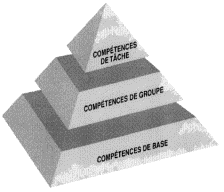 COMPÉTENCES
DE TÂCHE
COMPÉTENCES DE GROUPE
COMPÉTENCES DE BASE